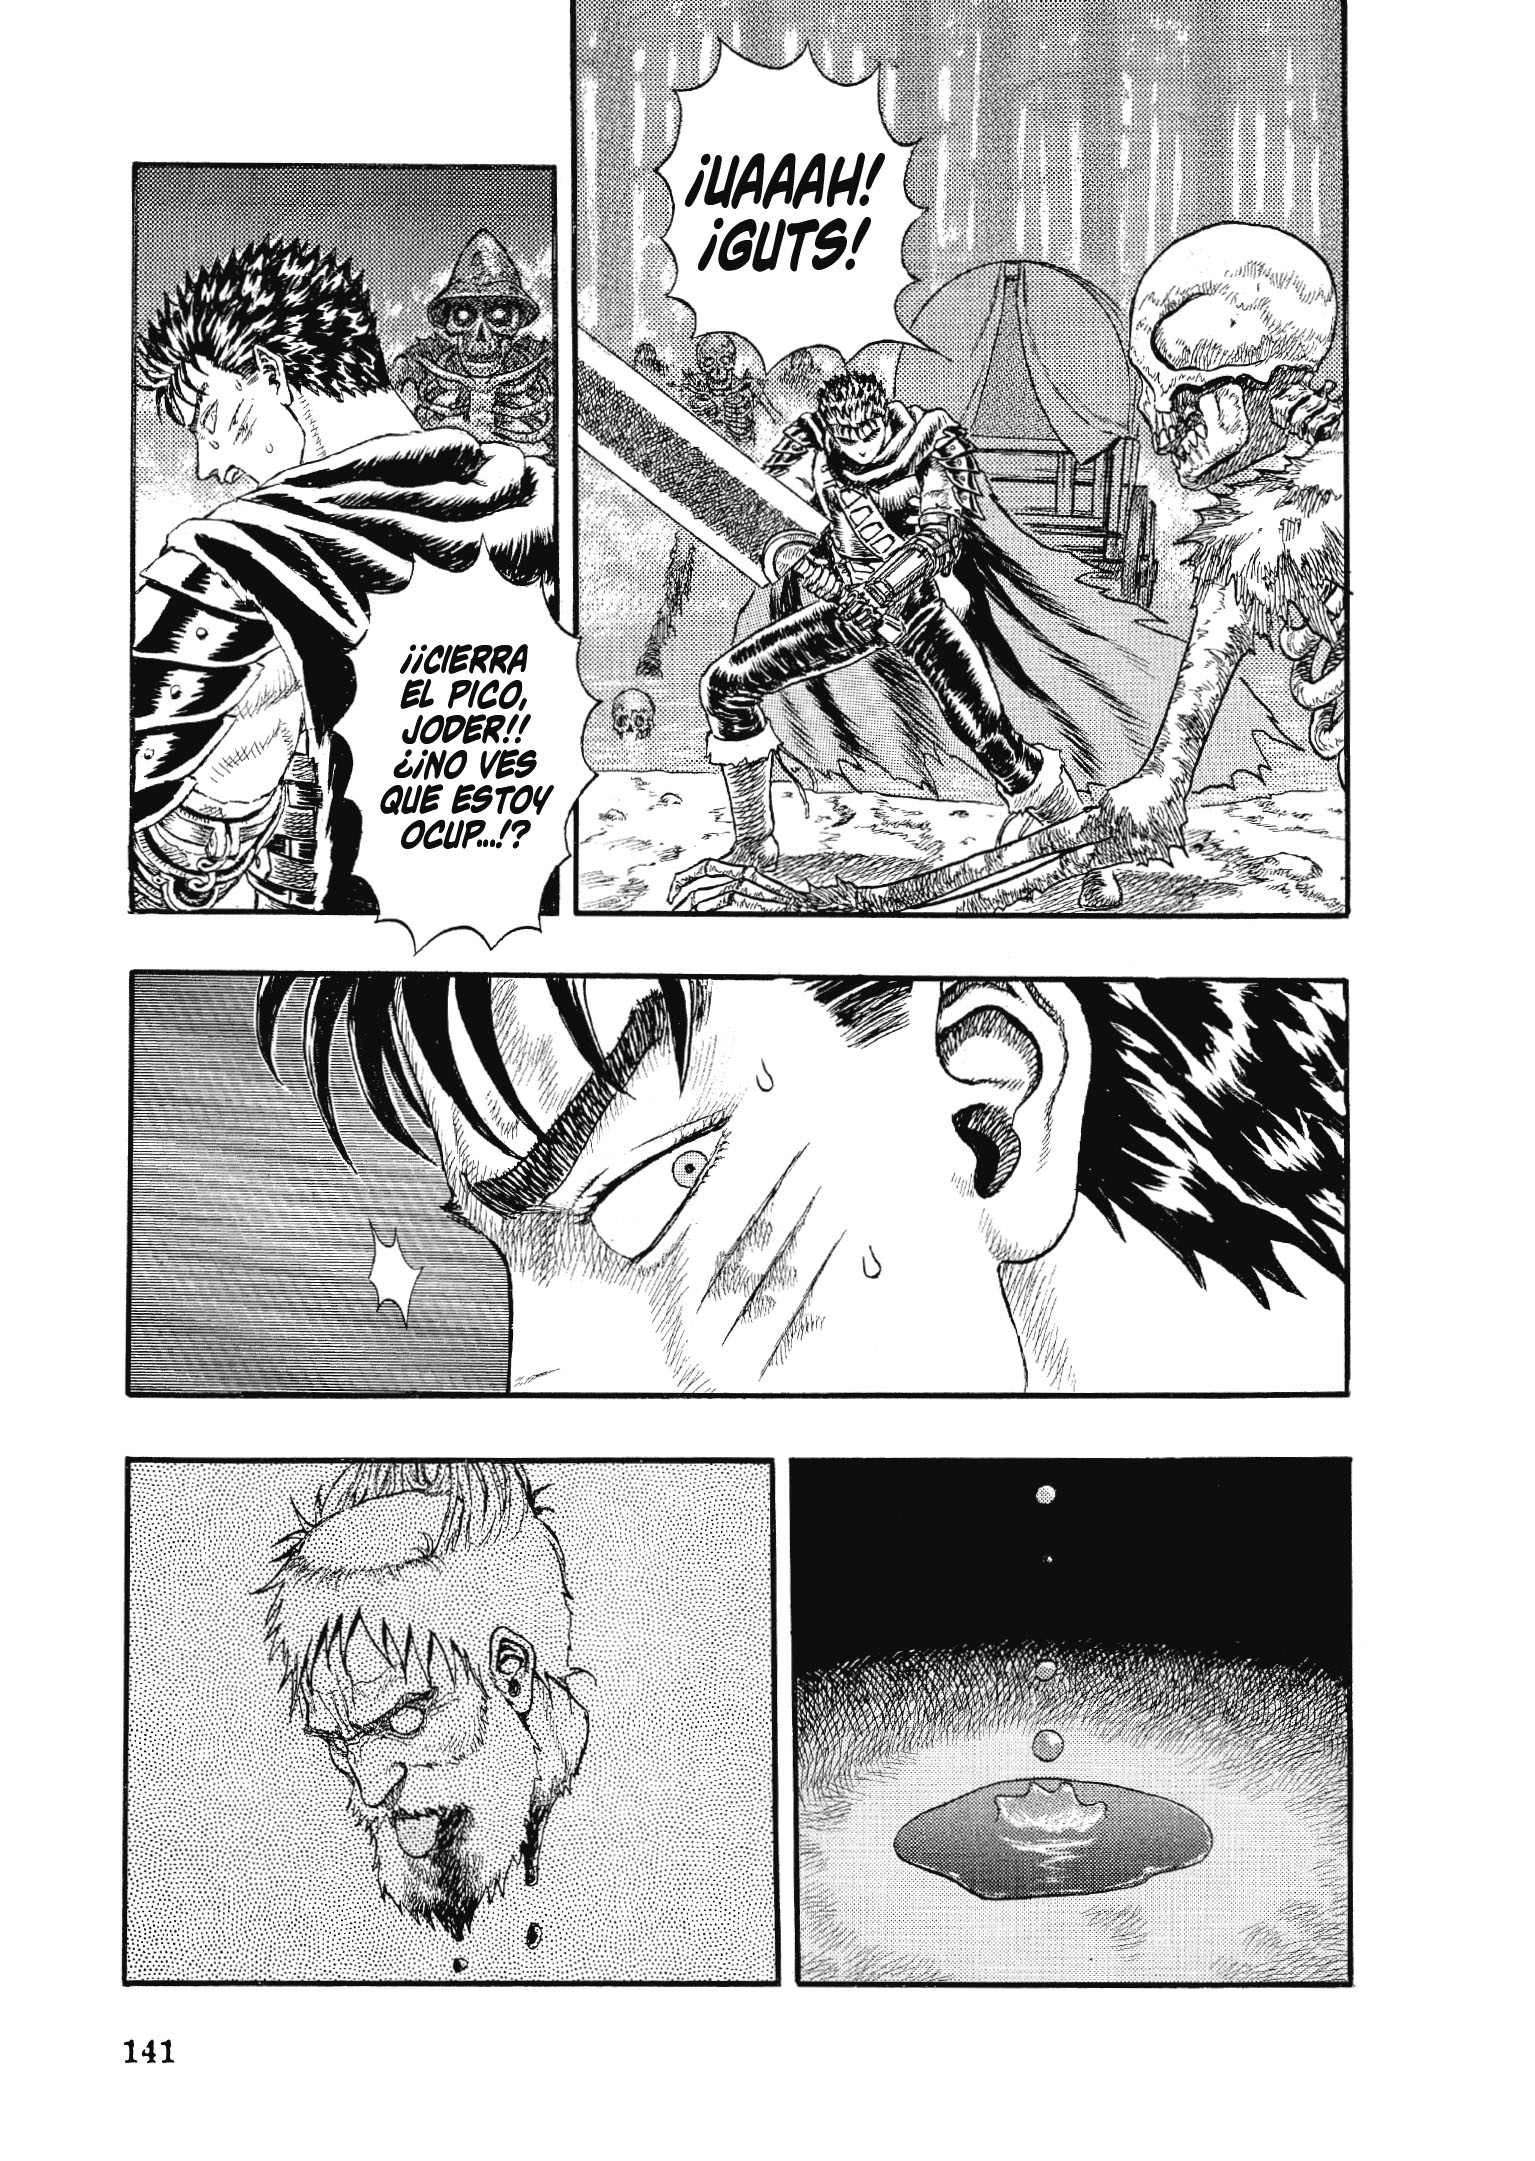 ¡UAAAH!
¡GUTS!
¡¡CIERRA
EL PICO,
JODER!!
¿¡NO VES
QUE ESTOY
OCUP...!?
141